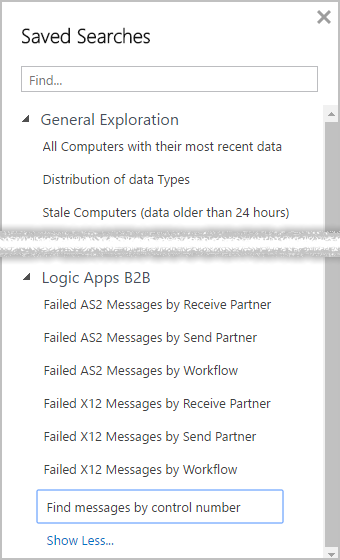 Saved Searches
Find...
General Exploration
All Computers with their most recent data
Distribution of data Types
Stale Computers (data older than 24 hours)
Logic Apps B2B
Failed AS2 Messages by Receive Partner
Failed AS2 Messages by Send Partner
Failed AS2 Messages by Workflow
Failed X12 Messages by Receive Partner
Failed X12 Messages by Send Partner
Failed X12 Messages by Workflow
Find messages by control number
Show Less...